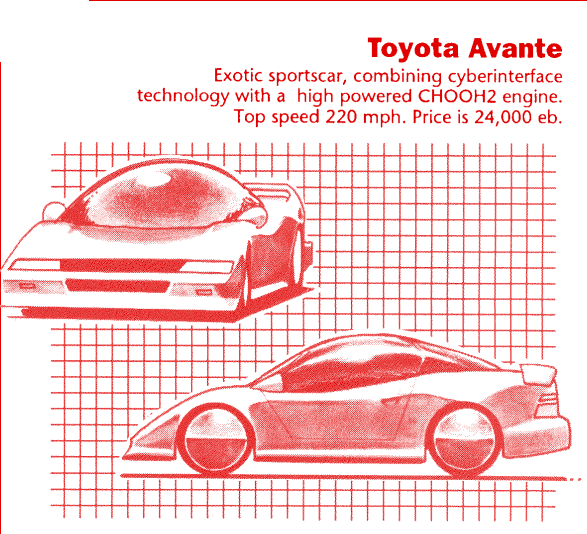 Toyota Avante
Exotic sportscar, combining cyberinterface
technology with a high powered CHOOH2 engine.
Top speed 220 mph. Price is 24,000 eb.